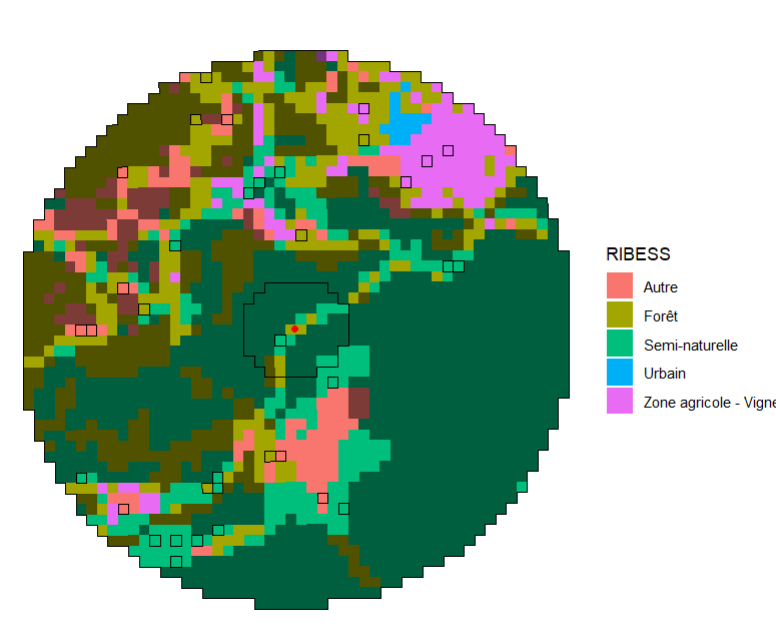 RIBESS
Autre
Forêt
Semi-naturelle
Urbain
Zone agricole - Vigne